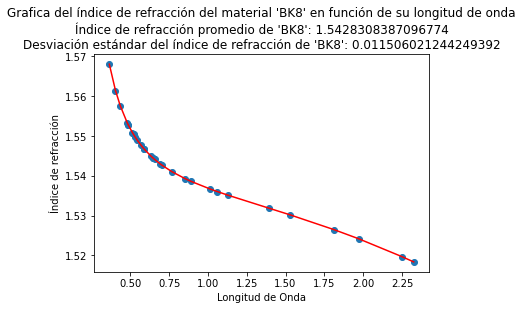 Grafica del índice de refracción del material 'BK8' en función de su longitud de onda
Índice de refracción promedio de 'BK8': 1.5428308387096774
Desviación estándar del índice de refracción de 'BK8': 0.011506021244249392
1.57
1.56
1.55
1.54
1.53
1.52
Índice de refracción
0.50
0.75
1.00
1.25
1.50
1.75
2.00
2.25
Longitud de Onda